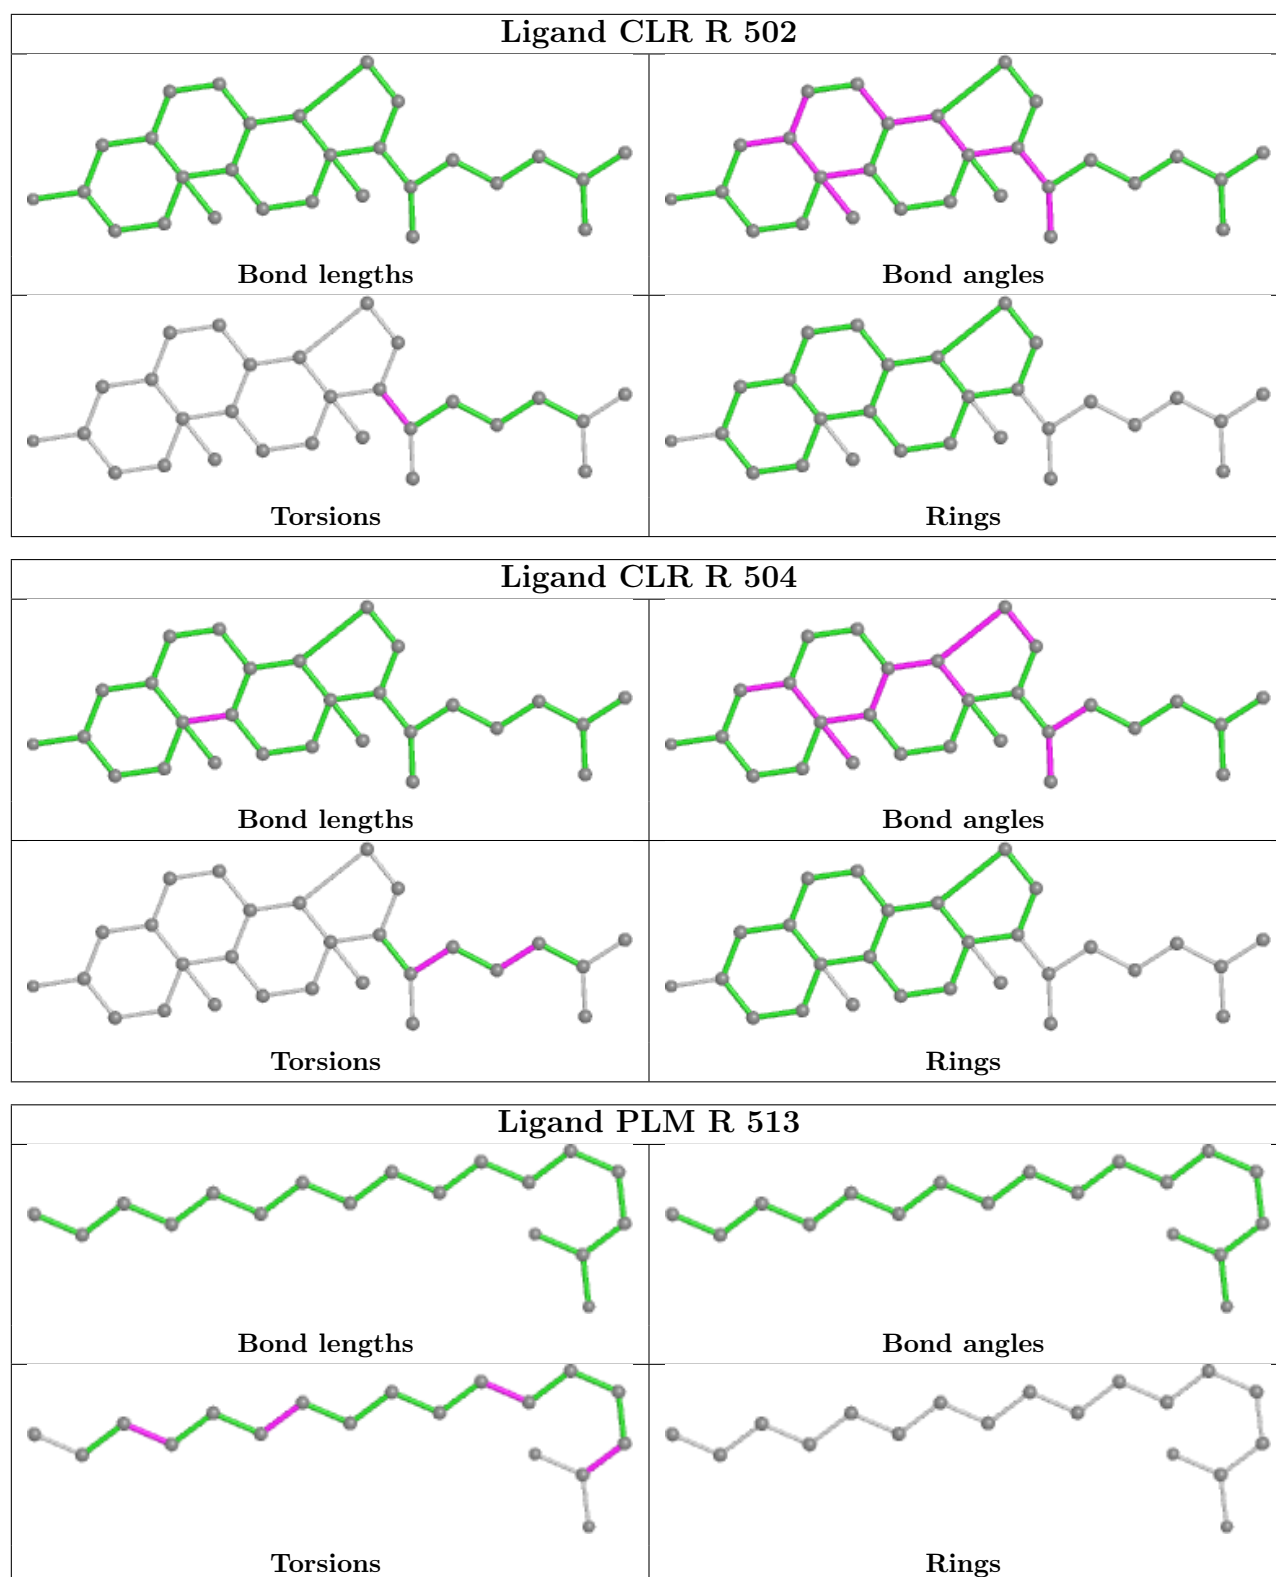 Ligand CLR R 502
Bond lengths
Bond angles
Torsions
Rings
Ligand CLR R 504
Bond lengths
Bond angles
Torsions
Rings
Ligand PLM R 513
Bond lengths
Bond angles
Torsions
Rings